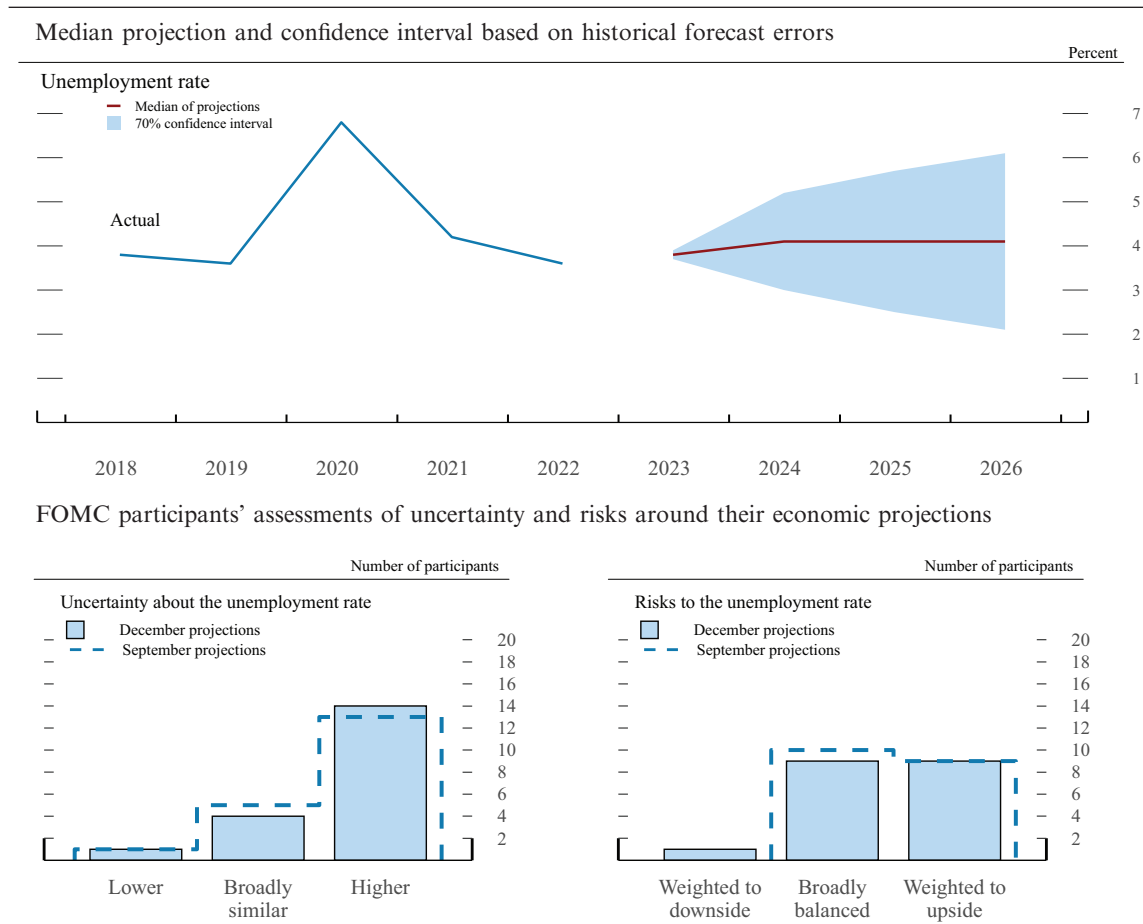 Median projection and confidence interval based on historical forecast errors
Percent
Unemployment rate
Median of projections
70% confidence interval
Actual
7
6
5
4
3
2
1
2018 2019 2020 2021 2022 2023 2024 2025 2026
FOMC participants’ assessments of uncertainty and risks around their economic projections
Number of participants
Uncertainty about the unemployment rate
December projections
September projections
20
18
16
14
12
10
8
6
4
2
Lower Broadly similar Higher
Number of participants
Risks to the unemployment rate
December projections
September projections
20
18
16
14
12
10
8
6
4
2
Weighted to downside Broadly balanced Weighted to upside